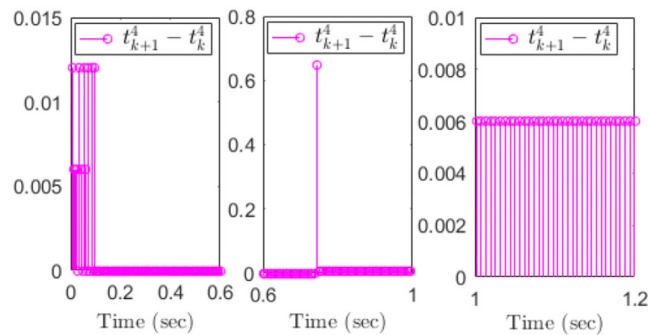 0.015
0.01
0.005
0
t^4_{k+1} − t^4_k
0 0.2 0.4 0.6
Time (sec)
0.8
0.6
0.4
0.2
0
t^4_{k+1} − t^4_k
0.6 1
Time (sec)
0.01
0.008
0.006
0.004
0.002
0
t^4_{k+1} − t^4_k
1 1.2
Time (sec)